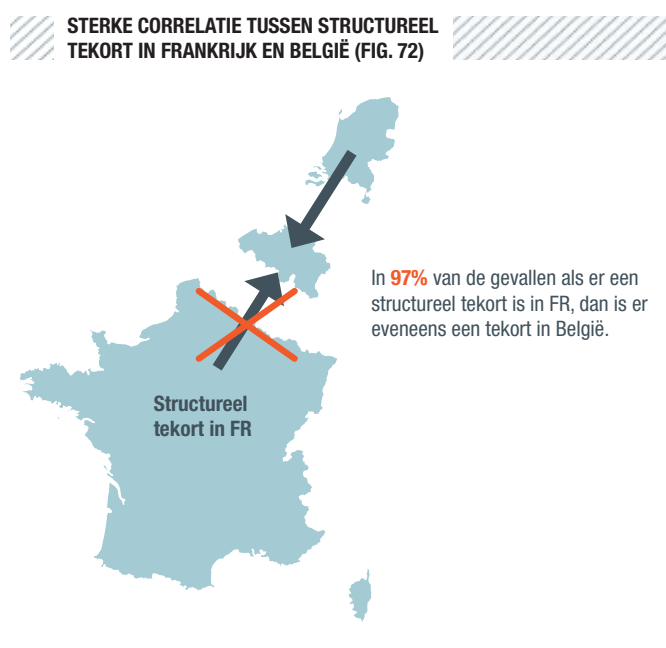 STERKE CORRELATIE TUSSEN STRUCTUREEL
TEKORT IN FRANKRIJK EN BELGIË (FIG. 72)
In 97% van de gevallen als er een
structureel tekort is in FR, dan is er
eveneens een tekort in België.
Structureel
tekort in FR